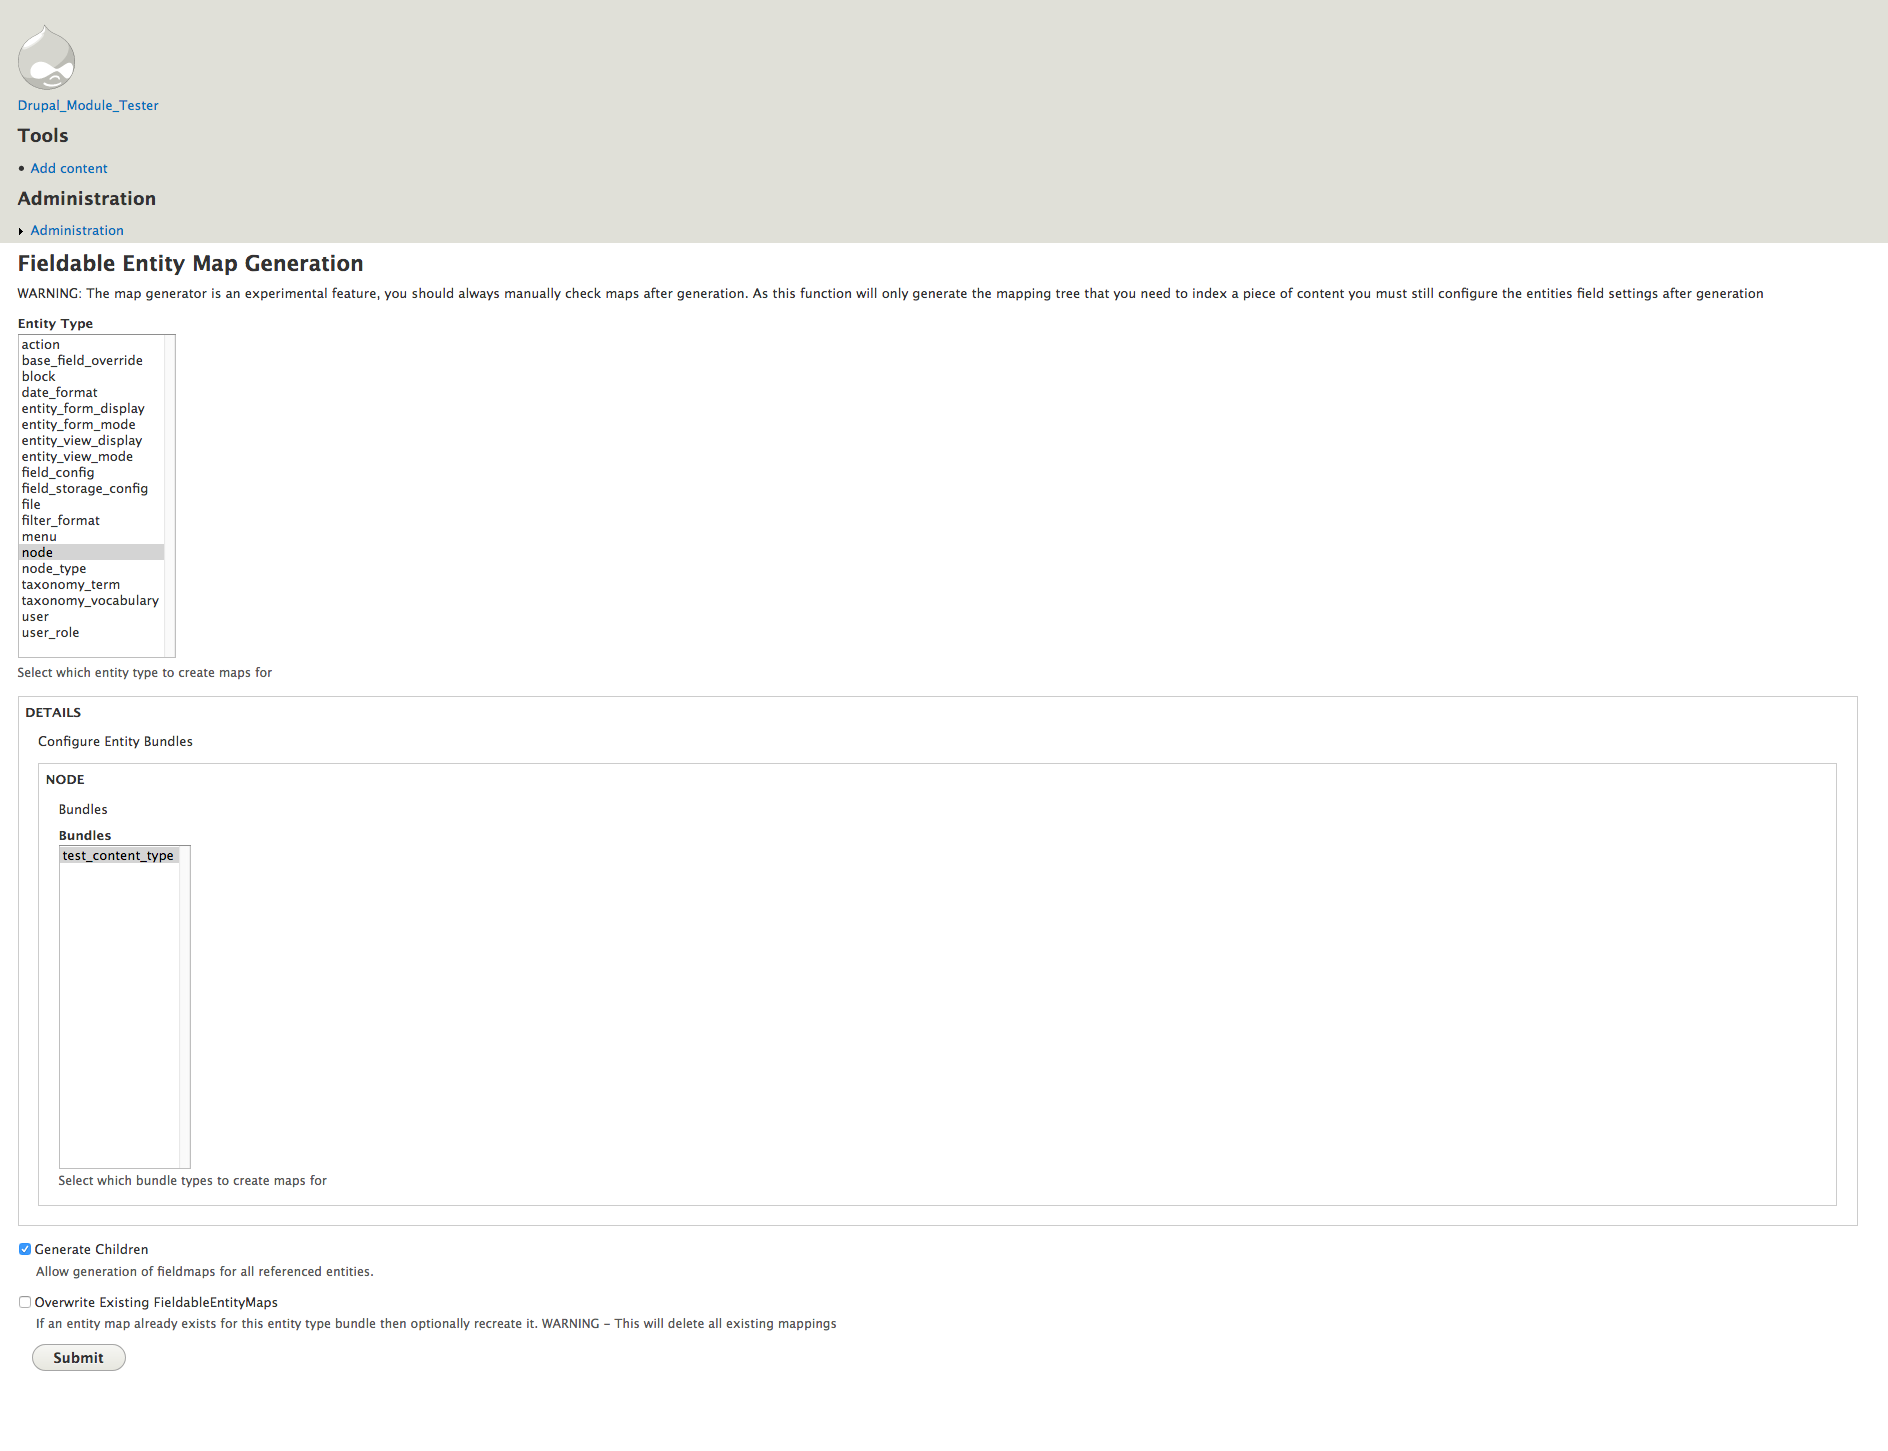 Drupal_Module_Tester
Tools
Add content
Administration
Administration
Fieldable Entity Map Generation
WARNING: The map generator is an experimental feature, you should always manually check maps after generation. As this function will only generate the mapping tree that you need to index a piece of content you must still configure the entities field settings after generation
Entity Type
action
base_field_override
block
date_format
entity_form_display
entity_form_mode
entity_view_display
entity_view_mode
field_config
field_storage_config
file
filter_format
menu
node
node_type
taxonomy_term
taxonomy_vocabulary
user
user_role
Select which entity type to create maps for
DETAILS
Configure Entity Bundles
NODE
Bundles
Bundles
test_content_type
Select which bundle types to create maps for
Generate Children
Allow generation of fieldmaps for all referenced entities.
Overwrite Existing FieldableEntityMaps
If an entity map already exists for this entity type bundle then optionally recreate it. WARNING - This will delete all existing mappings
Submit